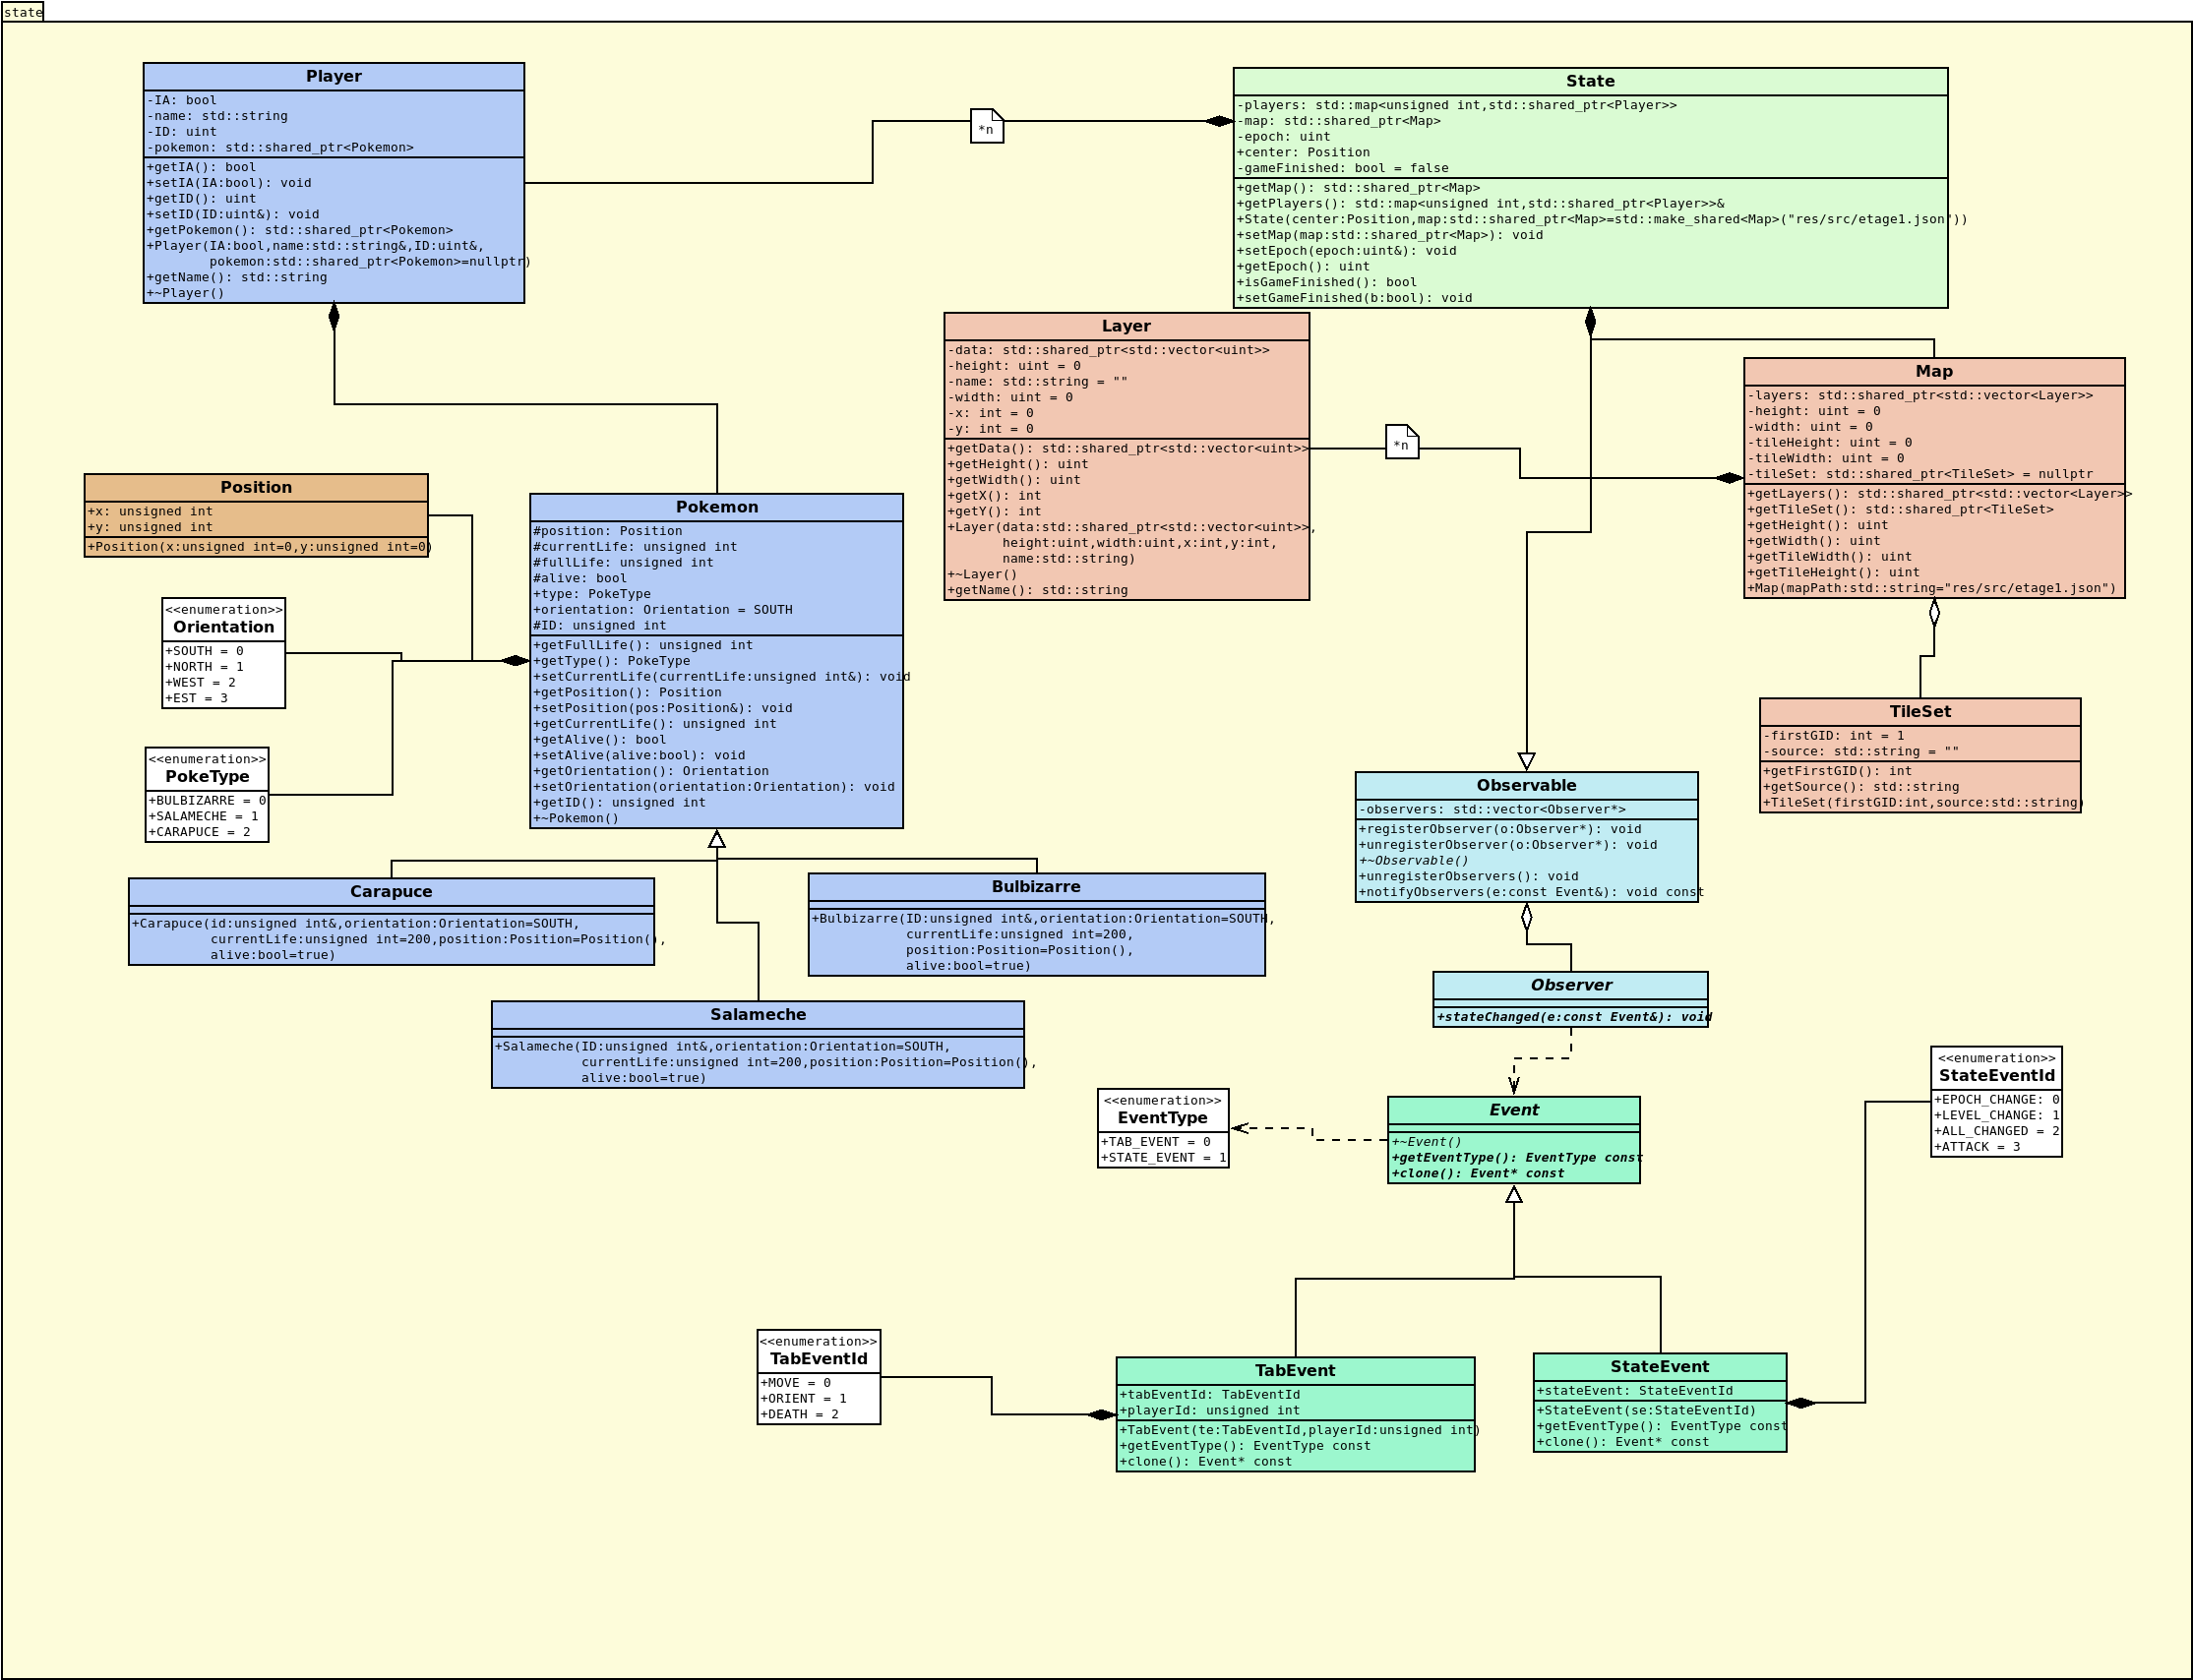 state
Player
-IA: bool
-name: std::string
-ID: uint
-pokemon: std::shared_ptr<Pokemon>
+getIA(): bool
+setIA(IA:bool): void
+getID(): uint
+setID(ID:uint&): void
+getPokemon(): std::shared_ptr<Pokemon>
+Player(IA:bool,name:std::string&,ID:uint&,
pokemon:std::shared_ptr<Pokemon>=nullptr)
+getName(): std::string
+~Player()
*n
State
-players: std::map<unsigned int,std::shared_ptr<Player>>
-map: std::shared_ptr<Map>
-epoch: uint
+center: Position
-gameFinished: bool = false
+getMap(): std::shared_ptr<Map>
+getPlayers(): std::map<unsigned int,std::shared_ptr<Player>>&
+State(center:Position,map:std::shared_ptr<Map>=std::make_shared<Map>("res/src/etage1.json"))
+setMap(map:std::shared_ptr<Map>): void
+setEpoch(epoch:uint&): void
+getEpoch(): uint
+isGameFinished(): bool
+setGameFinished(b:bool): void
Layer
-data: std::shared_ptr<std::vector<uint>>
-height: uint = 0
-name: std::string = ""
-width: uint = 0
-x: int = 0
-y: int = 0
+getData(): std::shared_ptr<std::vector<uint>>
+getHeight(): uint
+getWidth(): uint
+getX(): int
+getY(): int
+Layer(data:std::shared_ptr<std::vector<uint>>,
height:uint,width:uint,x:int,y:int,
name:std::string)
+~Layer()
+getName(): std::string
*n
Map
-layers: std::shared_ptr<std::vector<Layer>>
-height: uint = 0
-width: uint = 0
-tileHeight: uint = 0
-tileWidth: uint = 0
-tileSet: std::shared_ptr<TileSet> = nullptr
+getLayers(): std::shared_ptr<std::vector<Layer>>
+getTileSet(): std::shared_ptr<TileSet>
+getHeight(): uint
+getWidth(): uint
+getTileWidth(): uint
+getTileHeight(): uint
+Map(mapPath:std::string="res/src/etage1.json")
Position
+x: unsigned int
+y: unsigned int
+Position(x:unsigned int=0,y:unsigned int=0)
<<enumeration>>
Orientation
+SOUTH = 0
+NORTH = 1
+WEST = 2
+EST = 3
<<enumeration>>
PokeType
+BULBIZARRE = 0
+SALAMECHE = 1
+CARAPUCE = 2
Pokemon
#position: Position
#currentLife: unsigned int
#fullLife: unsigned int
#alive: bool
+type: PokeType
+orientation: Orientation = SOUTH
#ID: unsigned int
+getFullLife(): unsigned int
+getType(): PokeType
+setCurrentLife(currentLife:unsigned int&): void
+getPosition(): Position
+setPosition(pos:Position&): void
+getCurrentLife(): unsigned int
+getAlive(): bool
+setAlive(alive:bool): void
+getOrientation(): Orientation
+setOrientation(orientation:Orientation): void
+getID(): unsigned int
+~Pokemon()
TileSet
-firstGID: int = 1
-source: std::string = ""
+getFirstGID(): int
+getSource(): std::string
+TileSet(firstGID:int,source:std::string)
Observable
-observers: std::vector<Observer*>
+registerObserver(o:Observer*): void
+unregisterObserver(o:Observer*): void
+~Observable()
+unregisterObservers(): void
+notifyObservers(e:const Event&): void const
Carapuce
+Carapuce(id:unsigned int&,orientation:Orientation=SOUTH,
currentLife:unsigned int=200,position:Position=Position(),
alive:bool=true)
Bulbizarre
+Bulbizarre(ID:unsigned int&,orientation:Orientation=SOUTH,
currentLife:unsigned int=200,
position:Position=Position(),
alive:bool=true)
Salameche
+Salameche(ID:unsigned int&,orientation:Orientation=SOUTH,
currentLife:unsigned int=200,position:Position=Position(),
alive:bool=true)
Observer
+stateChanged(e:const Event&): void
<<enumeration>>
EventType
+TAB_EVENT = 0
+STATE_EVENT = 1
Event
+~Event()
+getEventType(): EventType const
+clone(): Event* const
<<enumeration>>
StateEventId
+EPOCH_CHANGE: 0
+LEVEL_CHANGE: 1
+ALL_CHANGED = 2
+ATTACK = 3
<<enumeration>>
TabEventId
+MOVE = 0
+ORIENT = 1
+DEATH = 2
TabEvent
+tabEventId: TabEventId
+playerId: unsigned int
+TabEvent(te:TabEventId,playerId:unsigned int)
+getEventType(): EventType const
+clone(): Event* const
StateEvent
+stateEvent: StateEventId
+StateEvent(se:StateEventId)
+getEventType(): EventType const
+clone(): Event* const